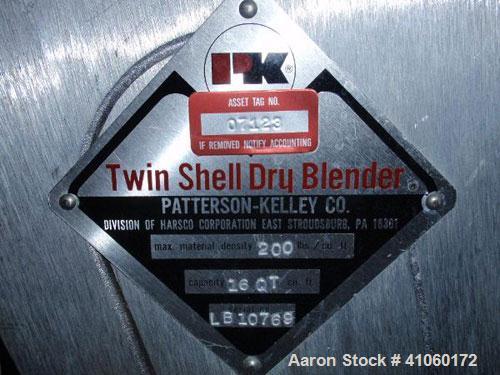 PK®
ASSET TAG NO.
07123
IF REMOVED NOTIFY ACCOUNTING
Twin Shell Dry Blender®
PATTERSON-KELLEY CO.
DIVISION OF HARSCO CORPORATION EAST STROUDSBURG, PA 18301
max. material density 200 lbs / cu. ft
capacity 16 QT cu. ft
LB 10769
Aaron Stock # 41060172